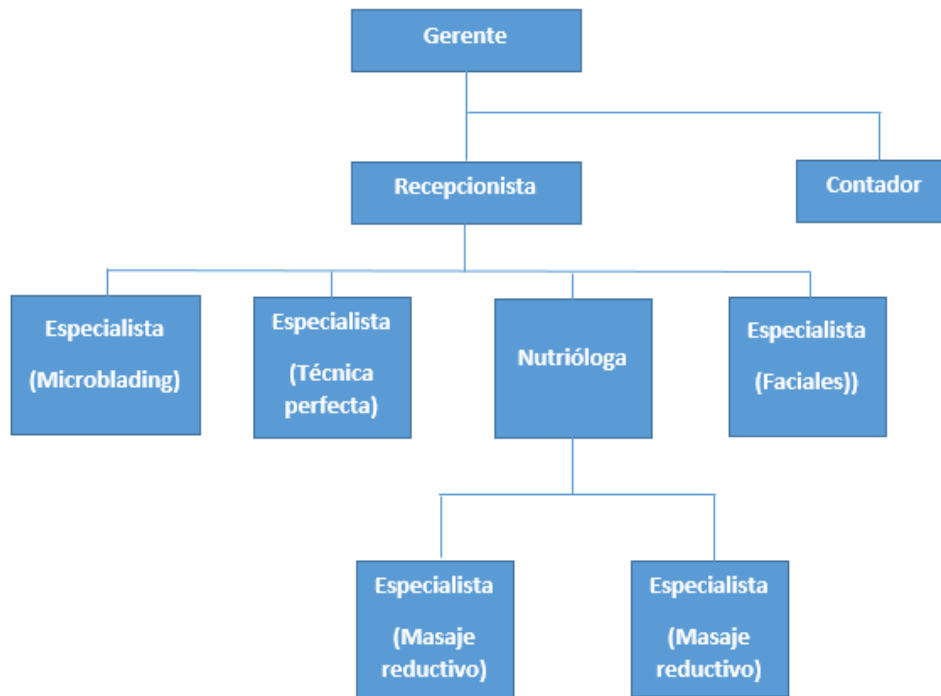 Gerente
Recepcionista
Contador
Especialista
(Microblading)
Especialista
(Técnica
perfecta)
Nutrióloga
Especialista
(Faciales))
Especialista
(Masaje
reductivo)
Especialista
(Masaje
reductivo)